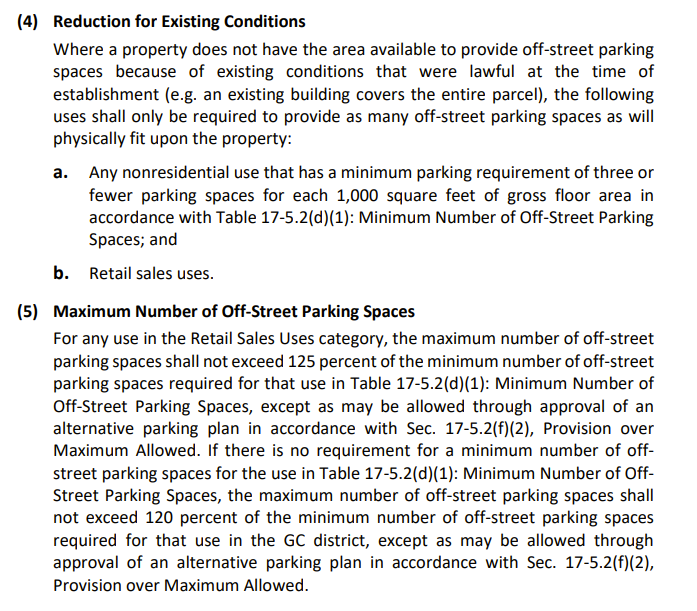 (4) Reduction for Existing Conditions
Where a property does not have the area available to provide off-street parking
spaces because of existing conditions that were lawful at the time of
establishment (e.g. an existing building covers the entire parcel), the following
uses shall only be required to provide as many off-street parking spaces as will
physically fit upon the property:
a. Any nonresidential use that has a minimum parking requirement of three or
fewer parking spaces for each 1,000 square feet of gross floor area in
accordance with Table 17-5.2(d)(1): Minimum Number of Off-Street Parking
Spaces; and
b. Retail sales uses.
(5) Maximum Number of Off-Street Parking Spaces
For any use in the Retail Sales Uses category, the maximum number of off-street
parking spaces shall not exceed 125 percent of the minimum number of off-street
parking spaces required for that use in Table 17-5.2(d)(1): Minimum Number of
Off-Street Parking Spaces, except as may be allowed through approval of an
alternative parking plan in accordance with Sec. 17-5.2(f)(2), Provision over
Maximum Allowed. If there is no requirement for a minimum number of off-
street parking spaces for the use in Table 17-5.2(d)(1): Minimum Number of Off-
Street Parking Spaces, the maximum number of off-street parking spaces shall
not exceed 120 percent of the minimum number of off-street parking spaces
required for that use in the GC district, except as may be allowed through
approval of an alternative parking plan in accordance with Sec. 17-5.2(f)(2),
Provision over Maximum Allowed.